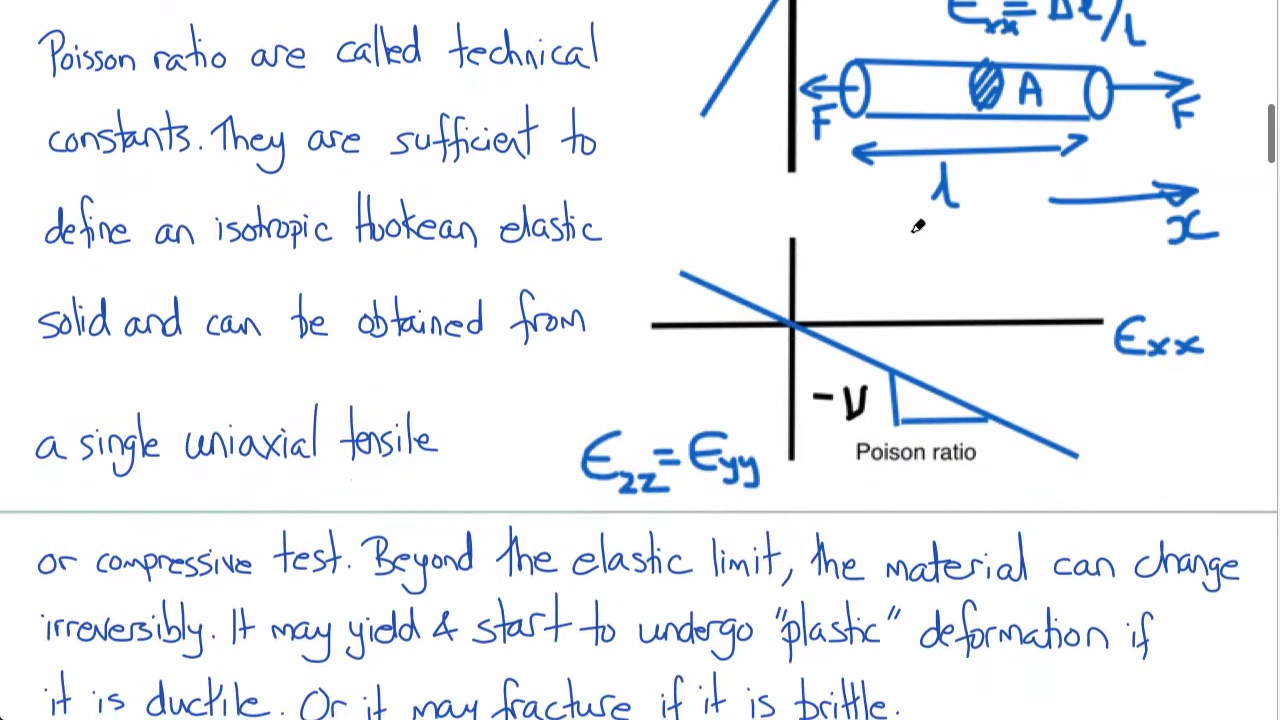 Poisson ratio are called technical
constants. They are sufficient to
define an isotropic Hookean elastic
solid and can be obtained from
a single uniaxial tensile
ϵxx = Δl/l
F
A
F
l
x
ϵxx
-ν
Poison ratio
ϵzz = ϵyy
or compressive test. Beyond the elastic limit, the material can change
irreversibly. It may yield & start to undergo "plastic" deformation if
it is ductile. Or it may fracture if it is brittle.